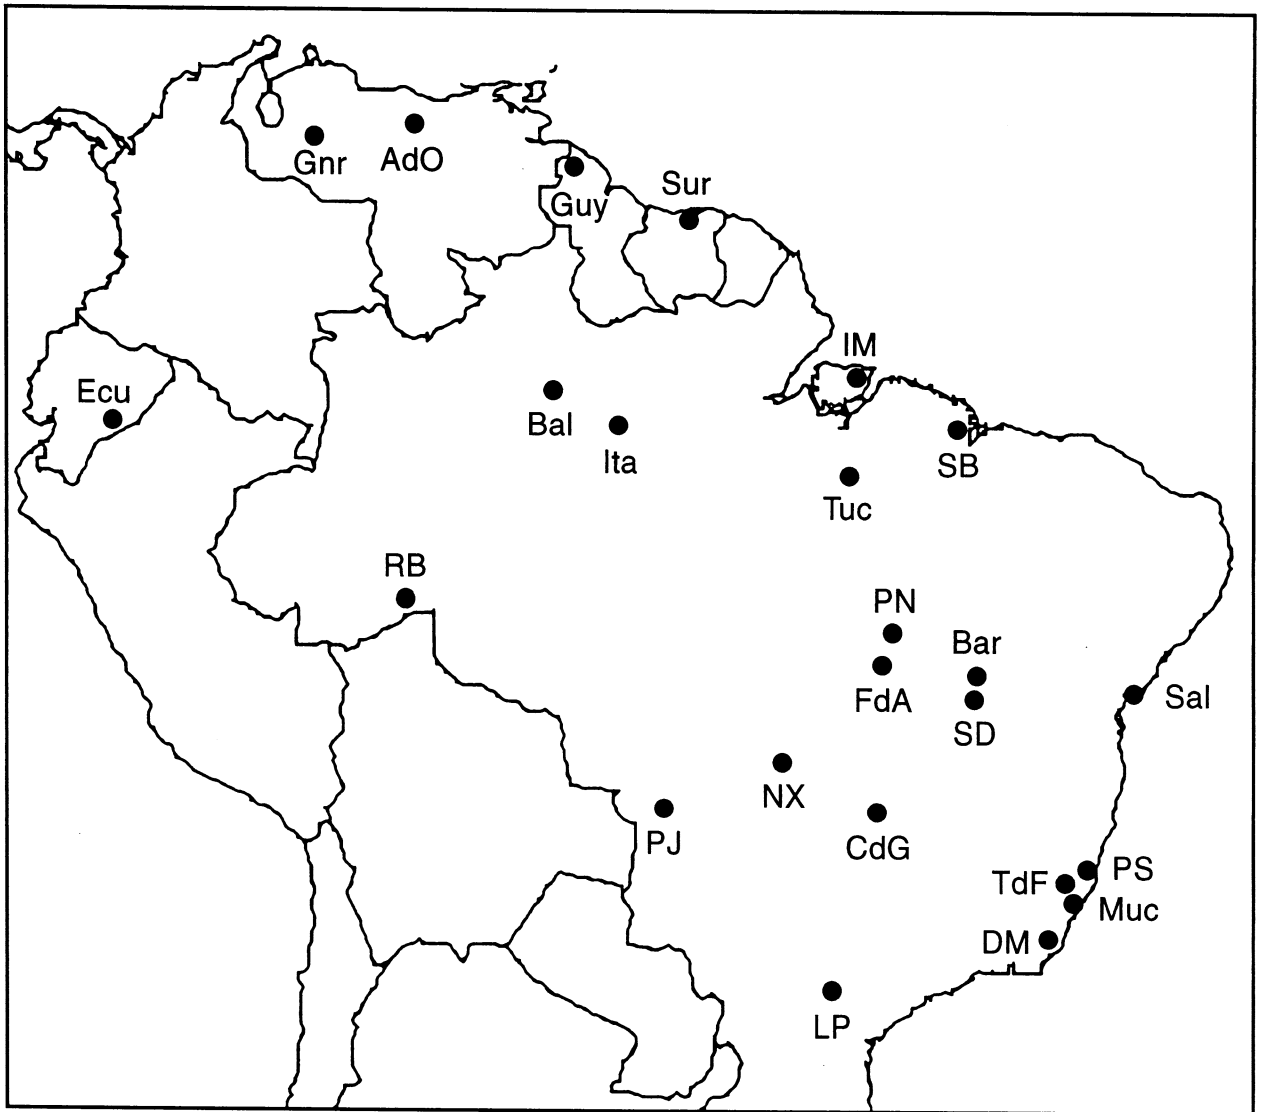 Gnr
AdO
Guy
Sur
IM
Ecu
Bal
Ita
SB
Tuc
RB
PN
Bar
FdA
Sal
SD
NX
PJ
CdG
TdF
PS
Muc
DM
LP